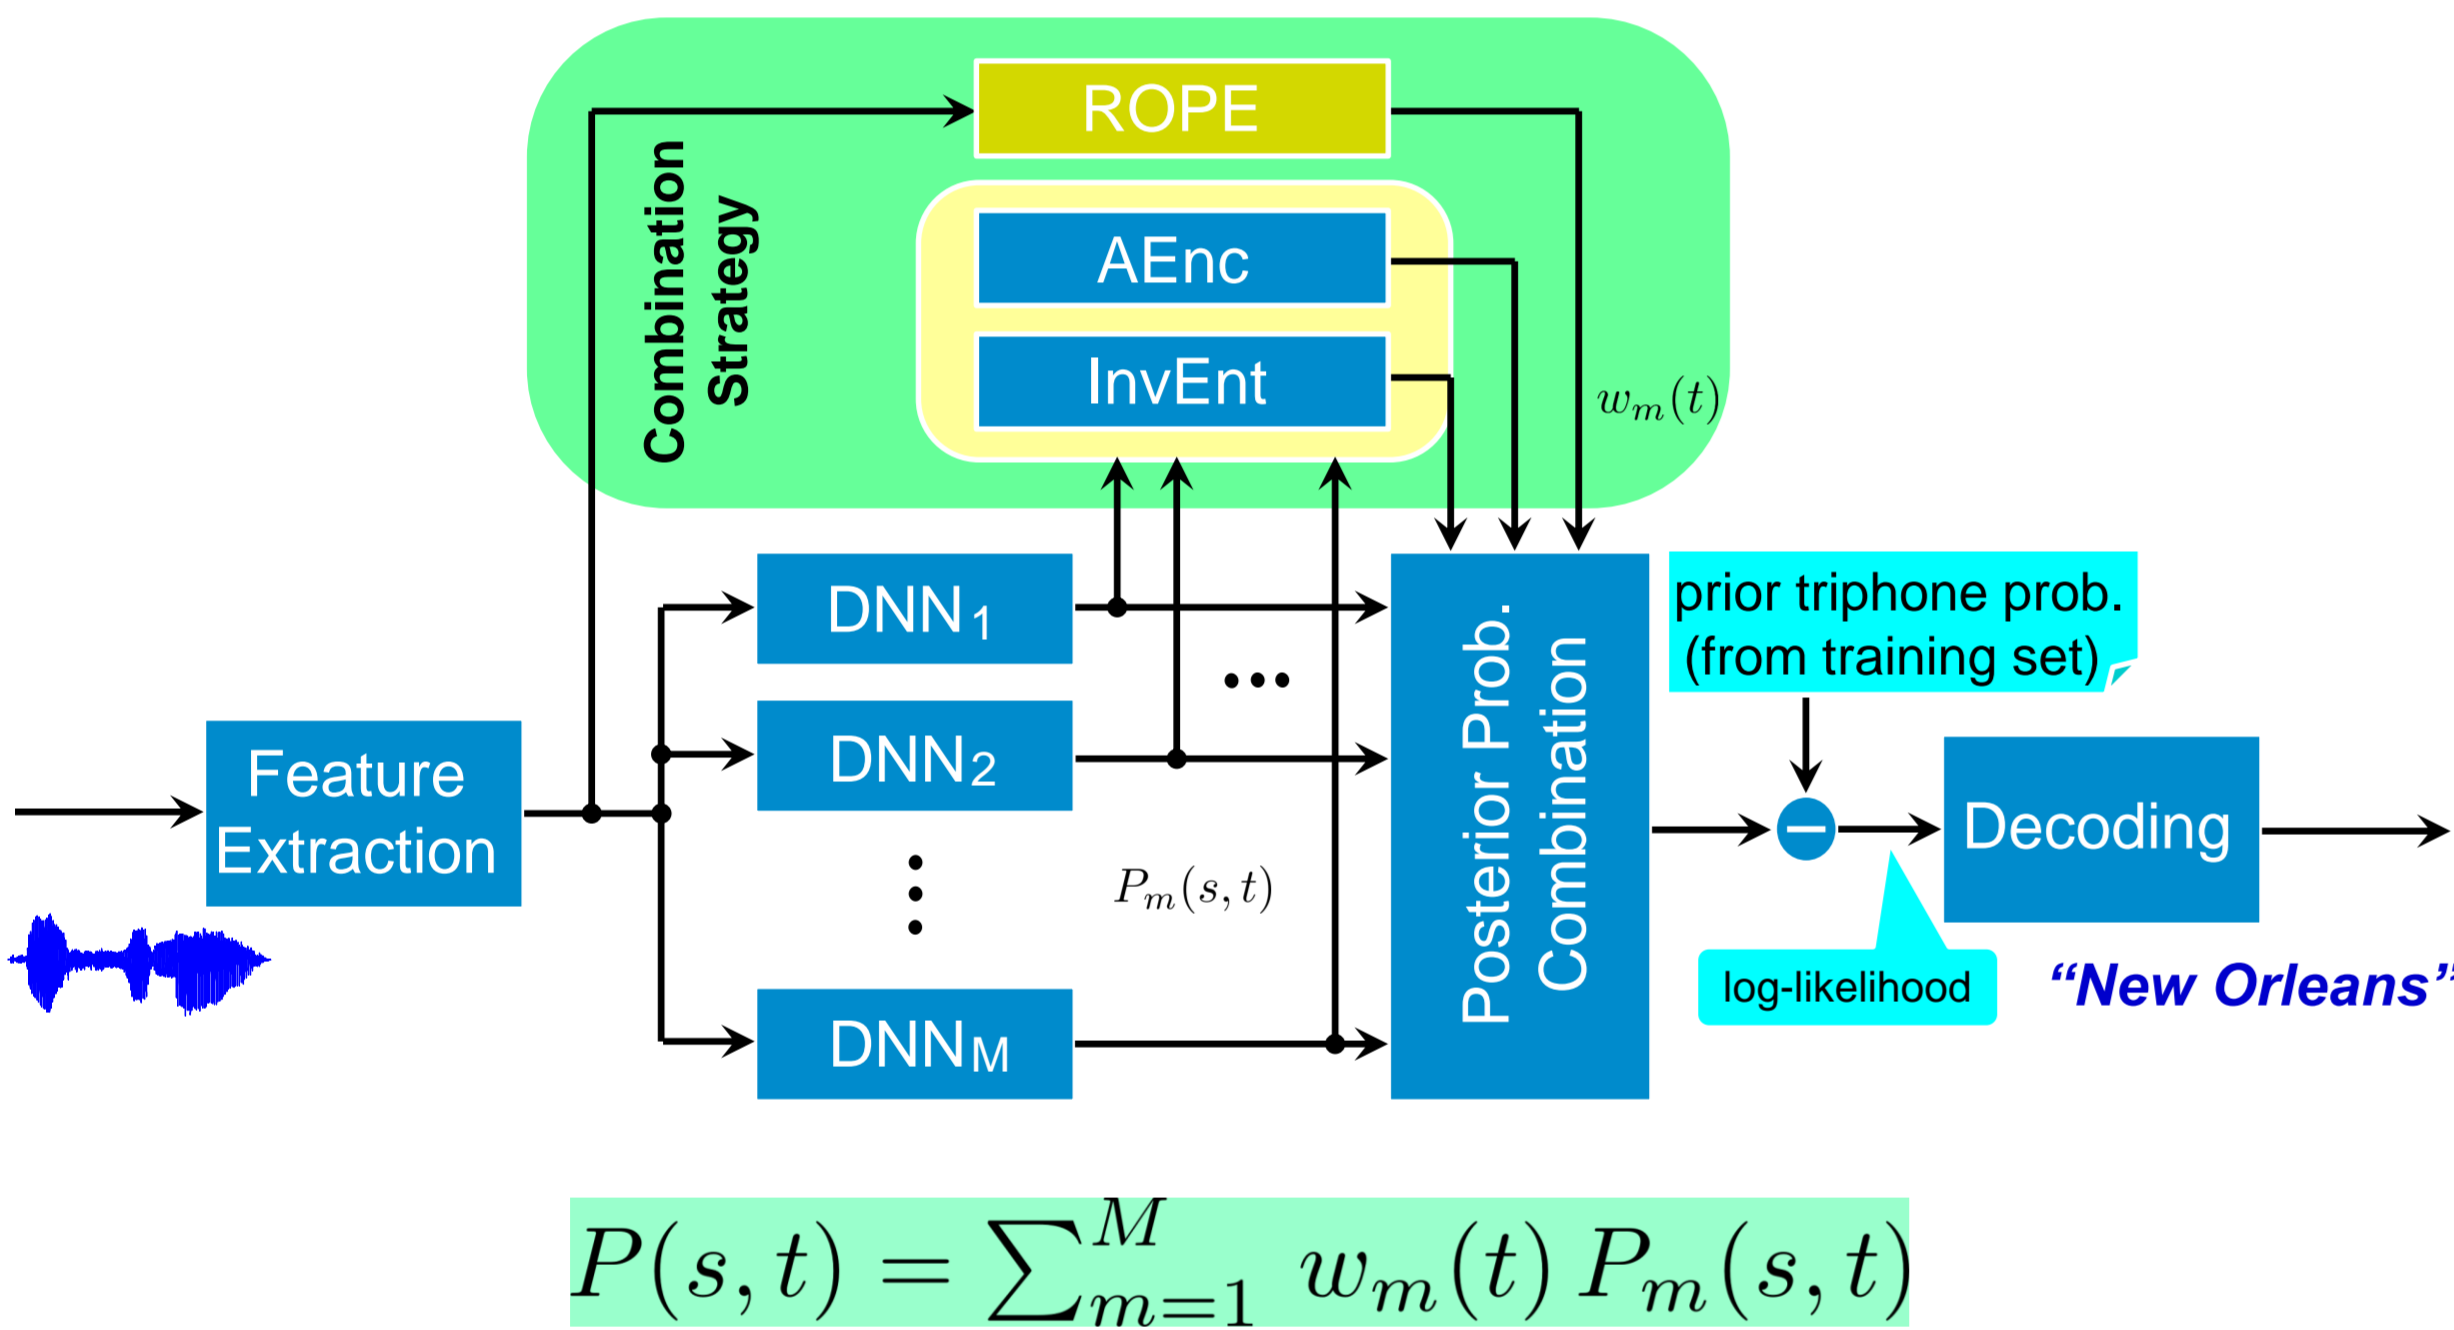 Combination
Strategy
ROPE
AEnc
InvEnt
w_m(t)
DNN₁
DNN₂
DNN_M
Feature
Extraction
P_m(s, t)
Posterior Prob.
Combination
prior triphone prob.
(from training set)
Decoding
log-likelihood
“New Orleans”
P(s, t) = ∑_{m=1}^{M} w_m(t) P_m(s, t)